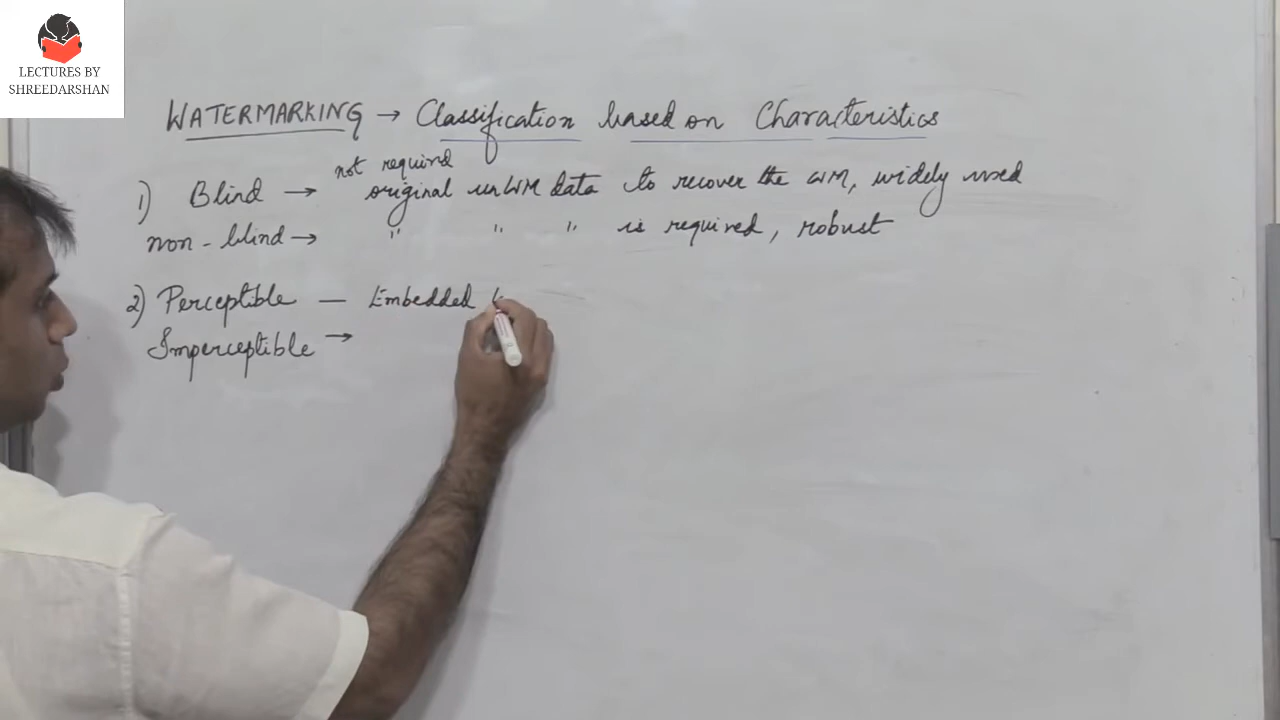 LECTURES BY
SHREEDARSHAN
WATERMARKING → Classification based on Characteristics
not required
1) Blind → original unWM data to recover the WM, widely used
non-blind → " " " is required, robust
2) Perceptible — Embedded
Imperceptible →